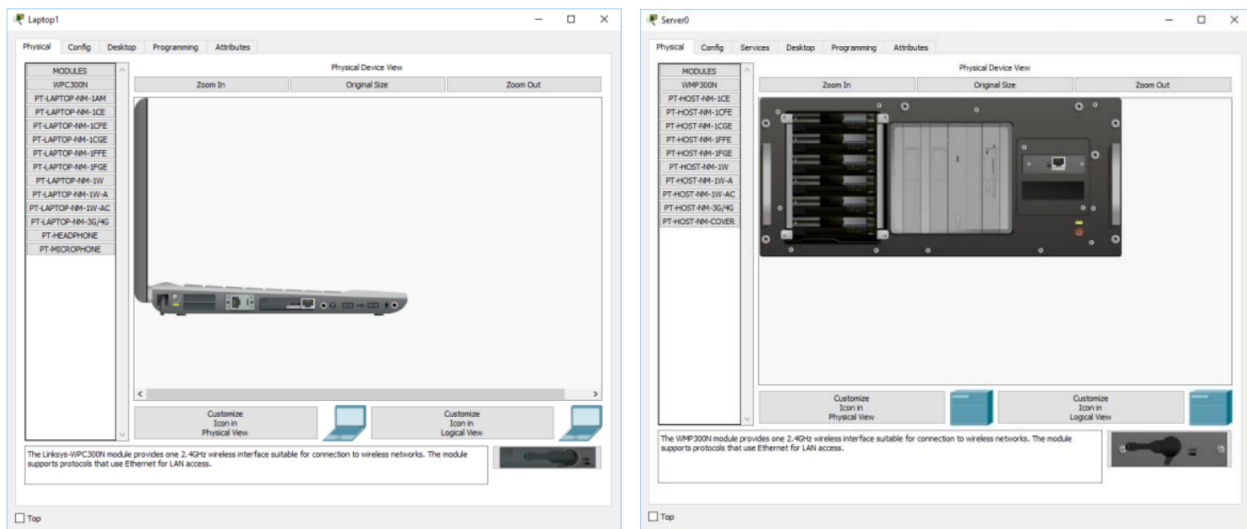 Laptop1
Physical Config Desktop Programming Attributes
MODULES
WPC300N
PT-LAPTOP-NM-1AM
PT-LAPTOP-NM-1CE
PT-LAPTOP-NM-1CFE
PT-LAPTOP-NM-1CGE
PT-LAPTOP-NM-1FFE
PT-LAPTOP-NM-1FGE
PT-LAPTOP-NM-1W
PT-LAPTOP-NM-1W-A
PT-LAPTOP-NM-1W-AC
PT-LAPTOP-NM-3G/4G
PT-HEADPHONE
PT-MICROPHONE
Physical Device View
Zoom In Original Size Zoom Out
Customize
Icon in
Physical View
Customize
Icon in
Logical View
The Linksys-WPC300N module provides one 2.4GHz wireless interface suitable for connection to wireless networks. The module
supports protocols that use Ethernet for LAN access.
Top
Server0
Physical Config Services Desktop Programming Attributes
MODULES
WMP300N
PT-HOST-NM-1CE
PT-HOST-NM-1CFE
PT-HOST-NM-1CGE
PT-HOST-NM-1FFE
PT-HOST-NM-1FGE
PT-HOST-NM-1W
PT-HOST-NM-1W-A
PT-HOST-NM-1W-AC
PT-HOST-NM-3G/4G
PT-HOST-NM-COVER
Physical Device View
Zoom In Original Size Zoom Out
Customize
Icon in
Physical View
Customize
Icon in
Logical View
The WMP300N module provides one 2.4GHz wireless interface suitable for connection to wireless networks. The module
supports protocols that use Ethernet for LAN access.
Top